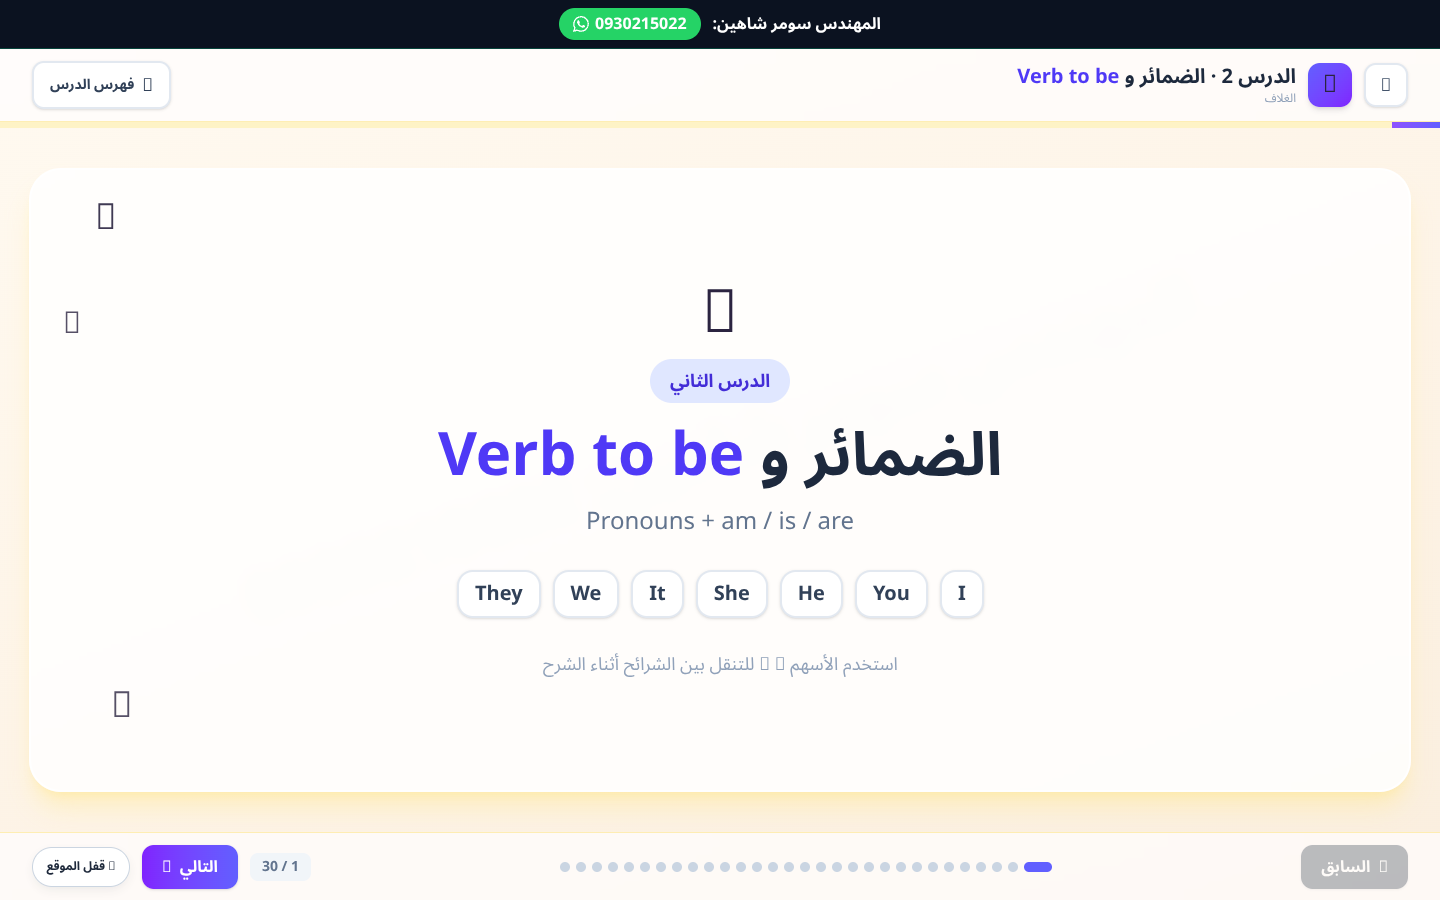 المهندس سومر شاهين: 0930215022
الدرس 2 · الضمائر و Verb to be
الغلاف
فهرس الدرس
الدرس الثاني
الضمائر و Verb to be
Pronouns + am / is / are
I You He She It We They
استخدم الأسهم للتنقل بين الشرائح أثناء الشرح
السابق
1 / 30
التالي
قفل الموقع